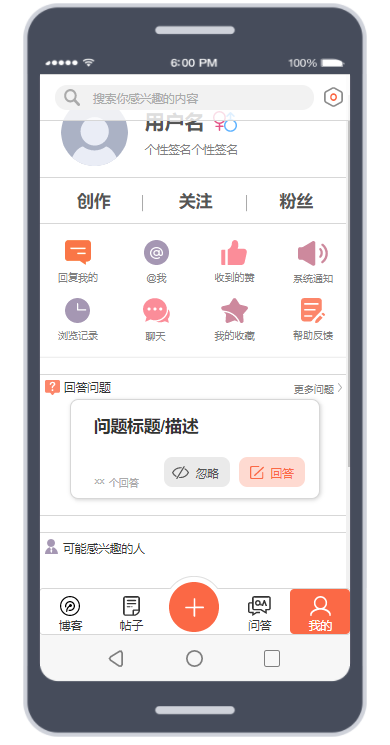 6:00 PM 100%
搜索你感兴趣的内容
用户名
个性签名个性签名
创作 关注 粉丝
回复我的 @我 收到的赞 系统通知
浏览记录 聊天 我的收藏 帮助反馈
回答问题 更多问题
问题标题/描述
xx 个回答 忽略 回答
可能感兴趣的人
博客 帖子 问答 我的